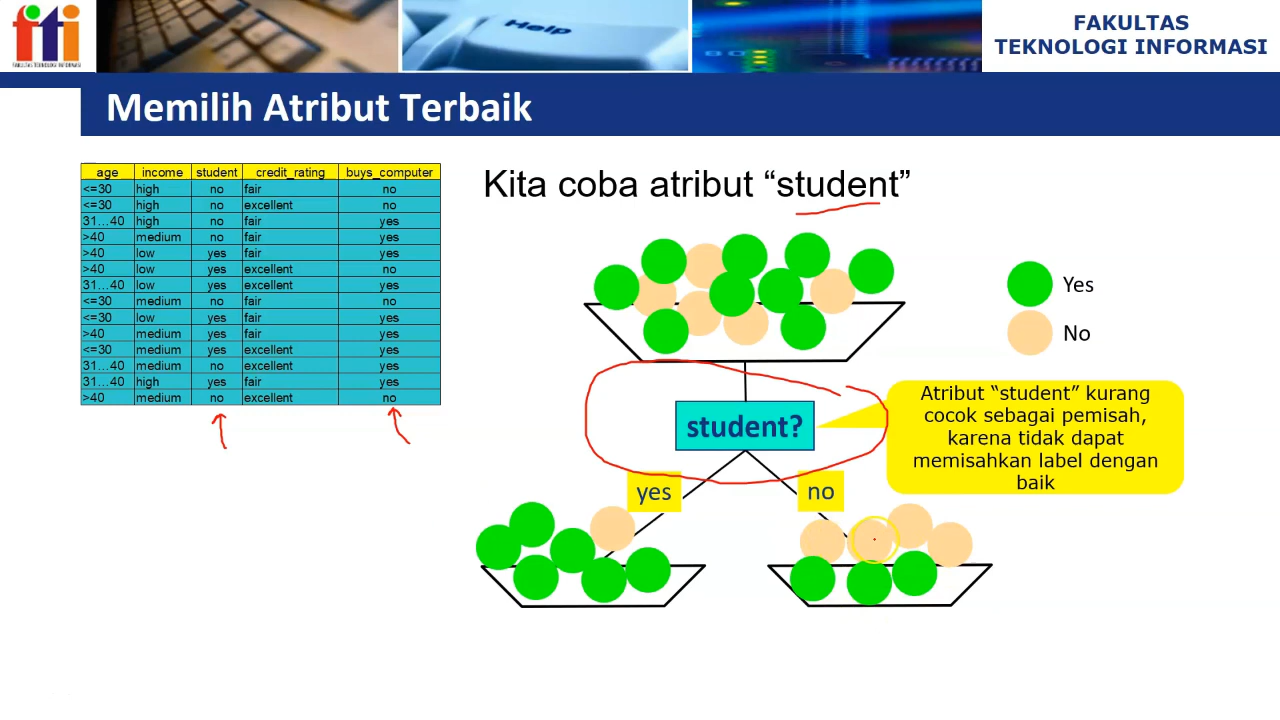 fti
FAKULTAS TEKNOLOGI INFORMASI
Help
FAKULTAS
TEKNOLOGI INFORMASI
Memilih Atribut Terbaik
age income student credit_rating buys_computer
<=30 high no fair no
<=30 high no excellent no
31…40 high no fair yes
>40 medium no fair yes
>40 low yes fair yes
>40 low yes excellent no
31…40 low yes excellent yes
<=30 medium no fair no
<=30 low yes fair yes
>40 medium yes fair yes
<=30 medium yes excellent yes
31…40 medium no excellent yes
31…40 high yes fair yes
>40 medium no excellent no
Kita coba atribut “student”
Yes
No
student?
Atribut “student” kurang
cocok sebagai pemisah,
karena tidak dapat
memisahkan label dengan
baik
yes
no